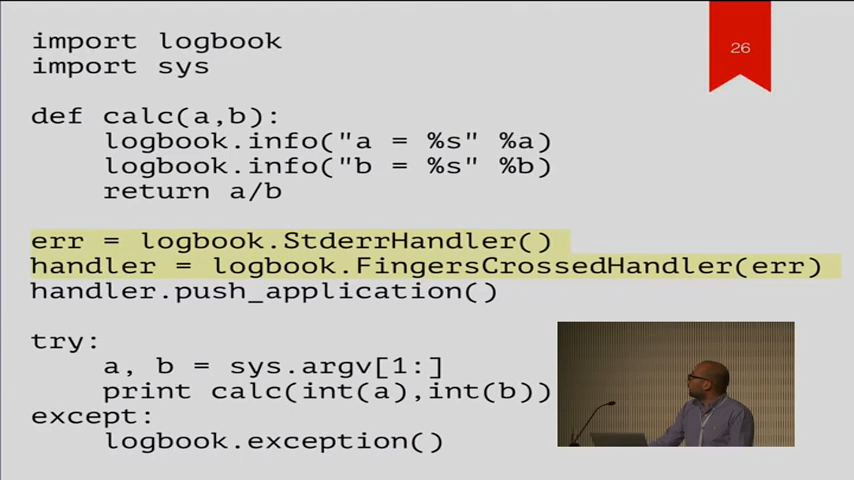 26
import logbook
import sys
def calc(a,b):
logbook.info("a = %s" %a)
logbook.info("b = %s" %b)
return a/b
err = logbook.StderrHandler()
handler = logbook.FingersCrossedHandler(err)
handler.push_application()
try:
a, b = sys.argv[1:]
print calc(int(a),int(b))
except:
logbook.exception()